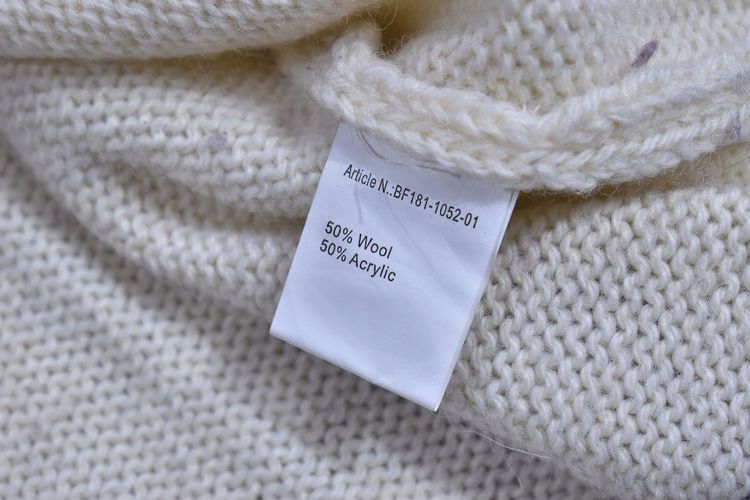 Article N.:BF181-1052-01
50% Wool
50% Acrylic